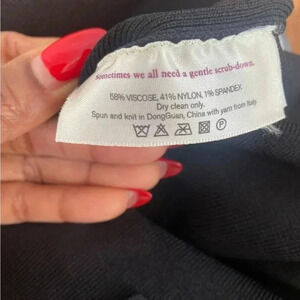 Sometimes we all need a gentle scrub-down.
58% VISCOSE, 41% NYLON, 1% SPANDEX
Dry clean only.
Spun and knit in DongGuan, China with yarn from Italy